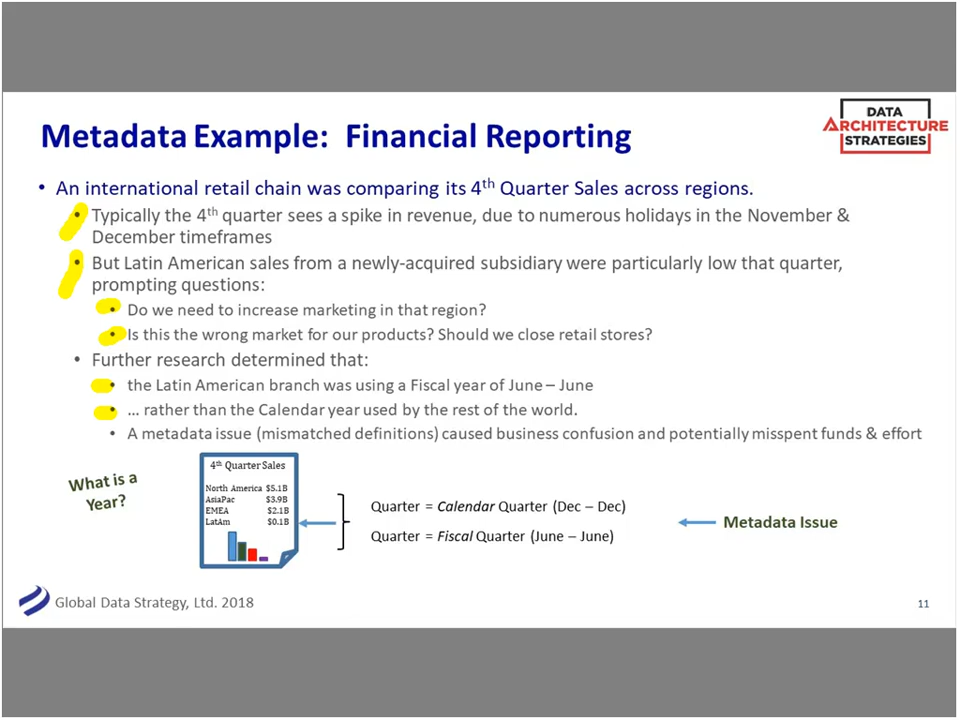 DATA
ARCHITECTURE
STRATEGIES
Metadata Example: Financial Reporting
• An international retail chain was comparing its 4th Quarter Sales across regions.
• Typically the 4th quarter sees a spike in revenue, due to numerous holidays in the November &
December timeframes
• But Latin American sales from a newly-acquired subsidiary were particularly low that quarter,
prompting questions:
• Do we need to increase marketing in that region?
• Is this the wrong market for our products? Should we close retail stores?
• Further research determined that:
• the Latin American branch was using a Fiscal year of June – June
• … rather than the Calendar year used by the rest of the world.
• A metadata issue (mismatched definitions) caused business confusion and potentially misspent funds & effort
What is a
Year?
4th Quarter Sales
North America $5.1B
AsiaPac $3.9B
EMEA $2.1B
LatAm $0.1B
Quarter = Calendar Quarter (Dec – Dec)
Quarter = Fiscal Quarter (June – June)
Metadata Issue
Global Data Strategy, Ltd. 2018
11